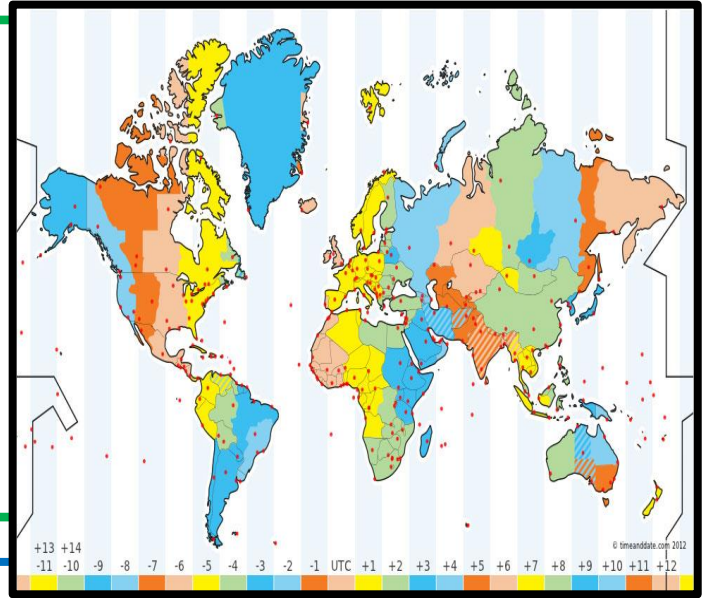 © timeanddate.com 2012
+13 +14
-11 -10 -9 -8 -7 -6 -5 -4 -3 -2 -1 UTC +1 +2 +3 +4 +5 +6 +7 +8 +9 +10 +11 +12